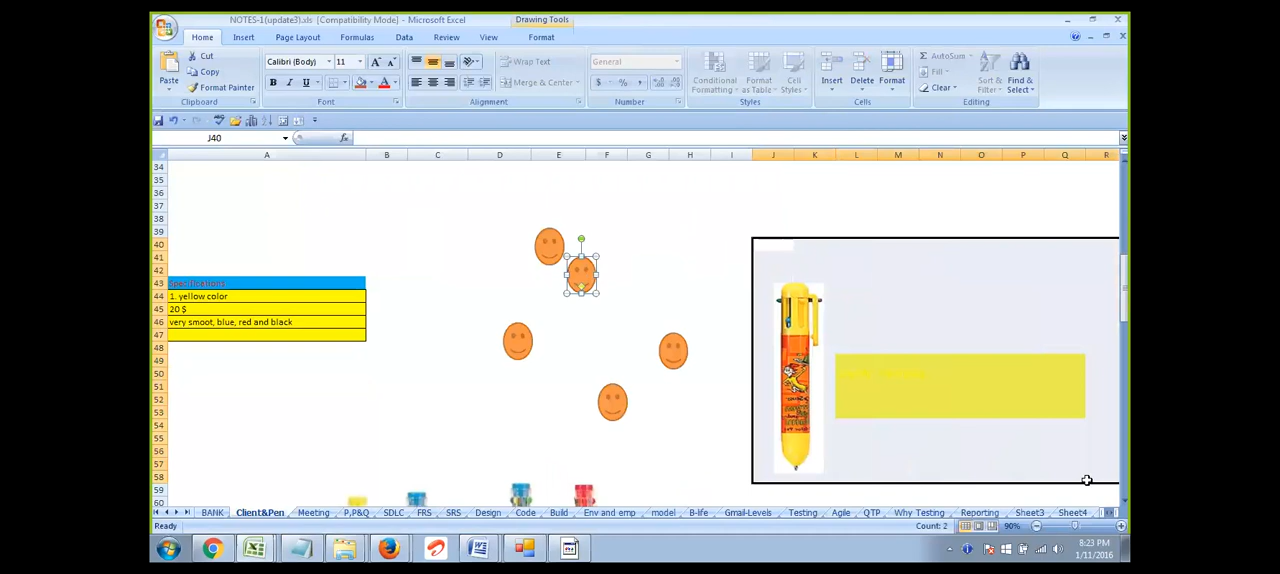 NOTES-1(update3).xls [Compatibility Mode] - Microsoft Excel
Drawing Tools
Home Insert Page Layout Formulas Data Review View Format
Paste
Cut
Copy
Format Painter
Clipboard
Calibri (Body) 11
B I U
Font
Wrap Text
Merge & Center
Alignment
General
$ % ,
Number
Conditional Formatting
Format as Table
Cell Styles
Styles
Insert
Delete
Format
Cells
AutoSum
Fill
Clear
Sort & Filter
Find & Select
Editing
J40
fx
A B C D E F G H I J K L M N O P Q R
34
35
36
37
38
39
40
41
42
43 Specifications
44 1. yellow color
45 20 $
46 very smoot, blue, red and black
47
48
49
50
51
52
53
54
55
56
57
58
59
60
BANK Client&Pen Meeting P,P&Q SDLC FRS SRS Design Code Build Env and emp model B-life Gmail-Levels Testing Agile QTP Why Testing Reporting Sheet3 Sheet4
Ready
Count: 2
90%
8:23 PM
1/11/2016